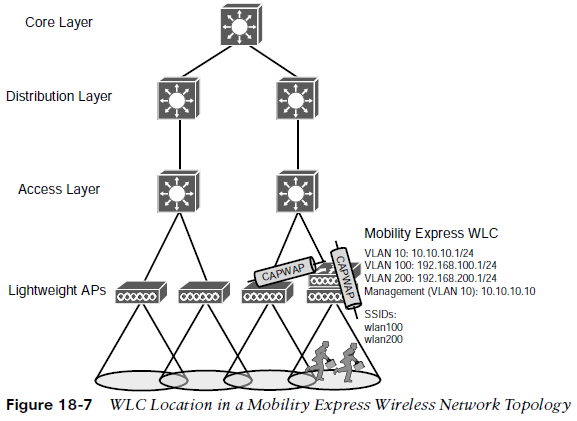 Core Layer
Distribution Layer
Access Layer
Mobility Express WLC
VLAN 10: 10.10.10.1/24
VLAN 100: 192.168.100.1/24
VLAN 200: 192.168.200.1/24
Management (VLAN 10): 10.10.10.10
CAPWAP
CAPWAP
Lightweight APs
SSIDs:
wlan100
wlan200
Figure 18-7 WLC Location in a Mobility Express Wireless Network Topology